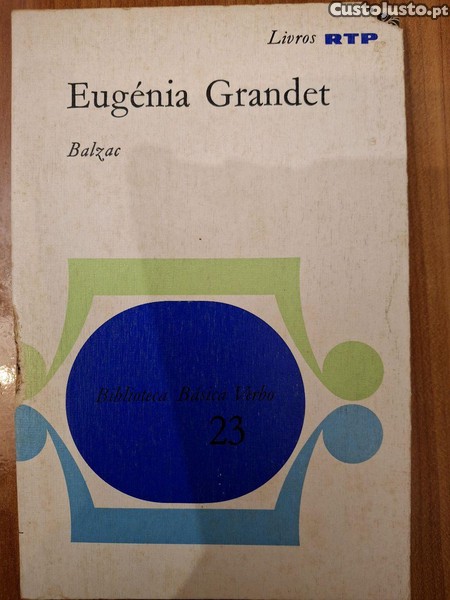 Custojusto.pt
Livros RTP
Eugénia Grandet
Balzac
Biblioteca Básica Verbo
23